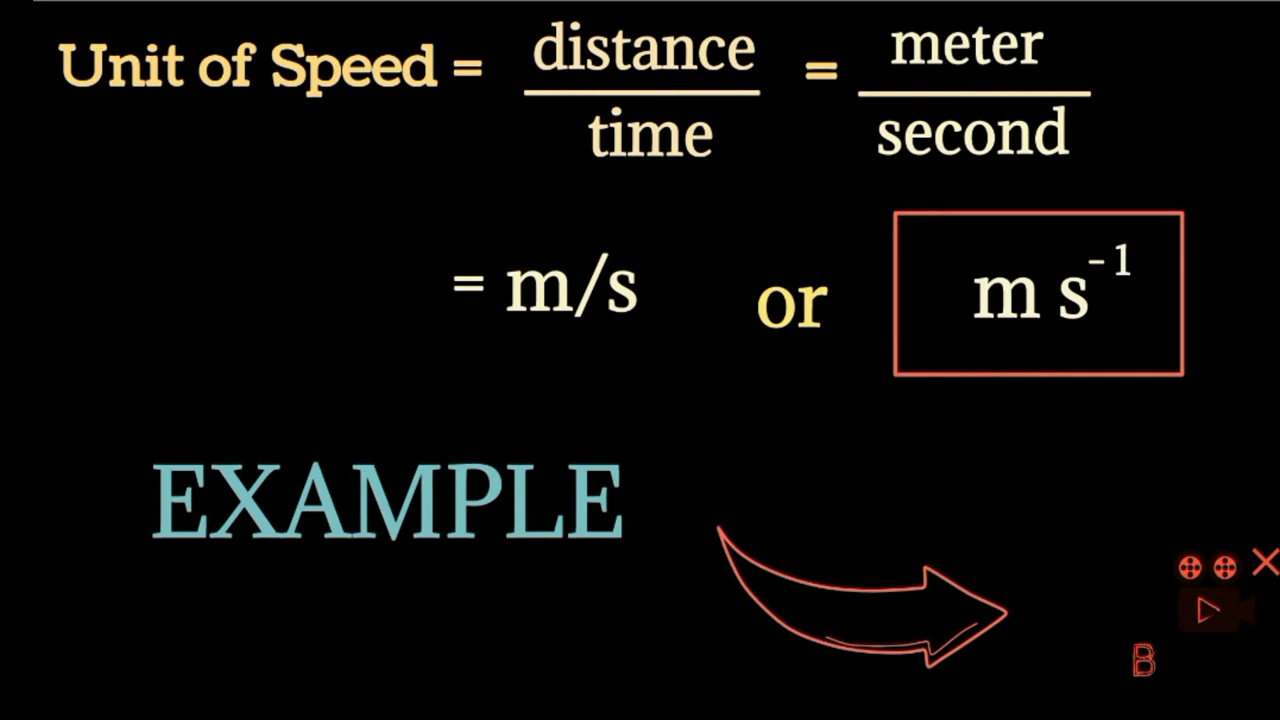 Unit of Speed = distance/time = meter/second
= m/s or m s⁻¹
EXAMPLE
B